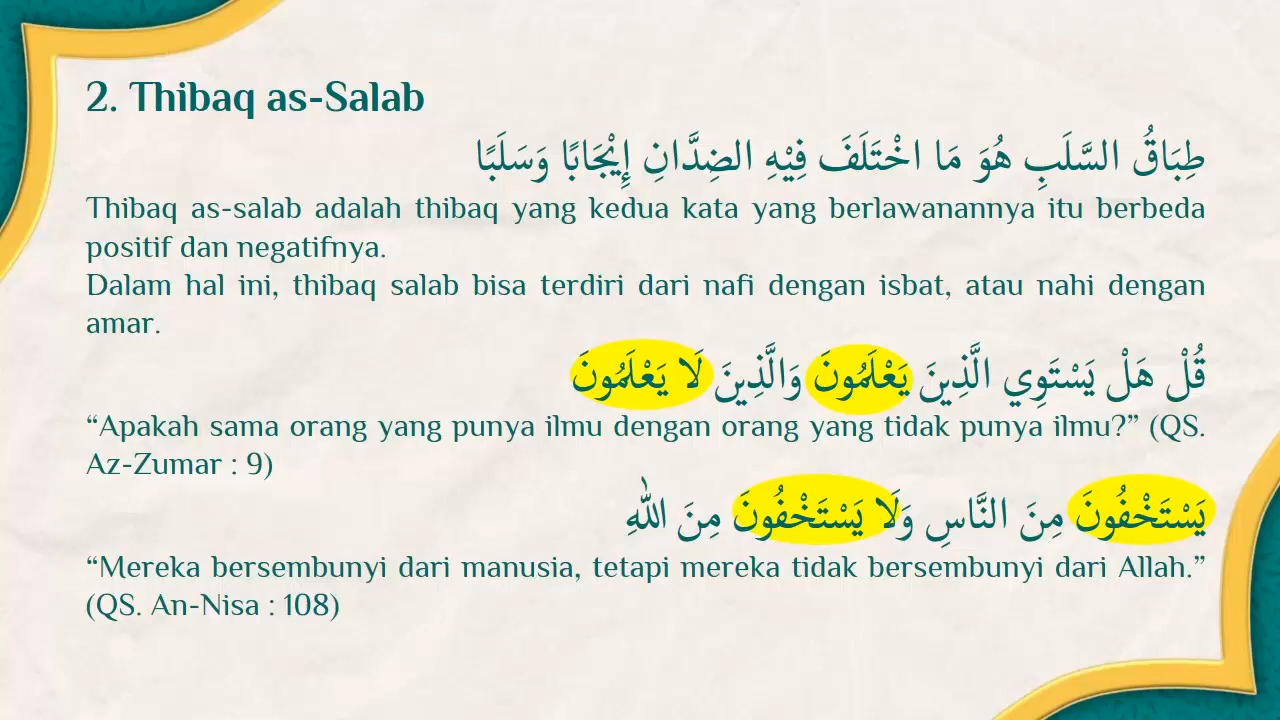 2. Thibaq as-Salab
طِبَاقُ السَّلَبِ هُوَ مَا اخْتَلَفَ فِيْهِ الضِدَّانِ إِيْجَابًا وَسَلَبًا
Thibaq as-salab adalah thibaq yang kedua kata yang berlawanannya itu berbeda
positif dan negatifnya.
Dalam hal ini, thibaq salab bisa terdiri dari nafi dengan isbat, atau nahi dengan
amar.
قُلْ هَلْ يَسْتَوِي الَّذِينَ يَعْلَمُونَ وَالَّذِينَ لَا يَعْلَمُونَ
“Apakah sama orang yang punya ilmu dengan orang yang tidak punya ilmu?” (QS.
Az-Zumar : 9)
يَسْتَخْفُونَ مِنَ النَّاسِ وَلَا يَسْتَخْفُونَ مِنَ اللهِ
“Mereka bersembunyi dari manusia, tetapi mereka tidak bersembunyi dari Allah.”
(QS. An-Nisa : 108)